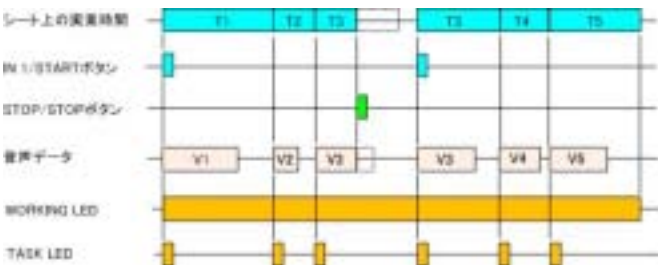 シート上の実業時間 T1 T2 T3 T3 T4 T5
IN 1/STARTボタン
STOP/STOPボタン
音声データ V1 V2 V3 V3 V4 V5
WORKING LED
TASK LED